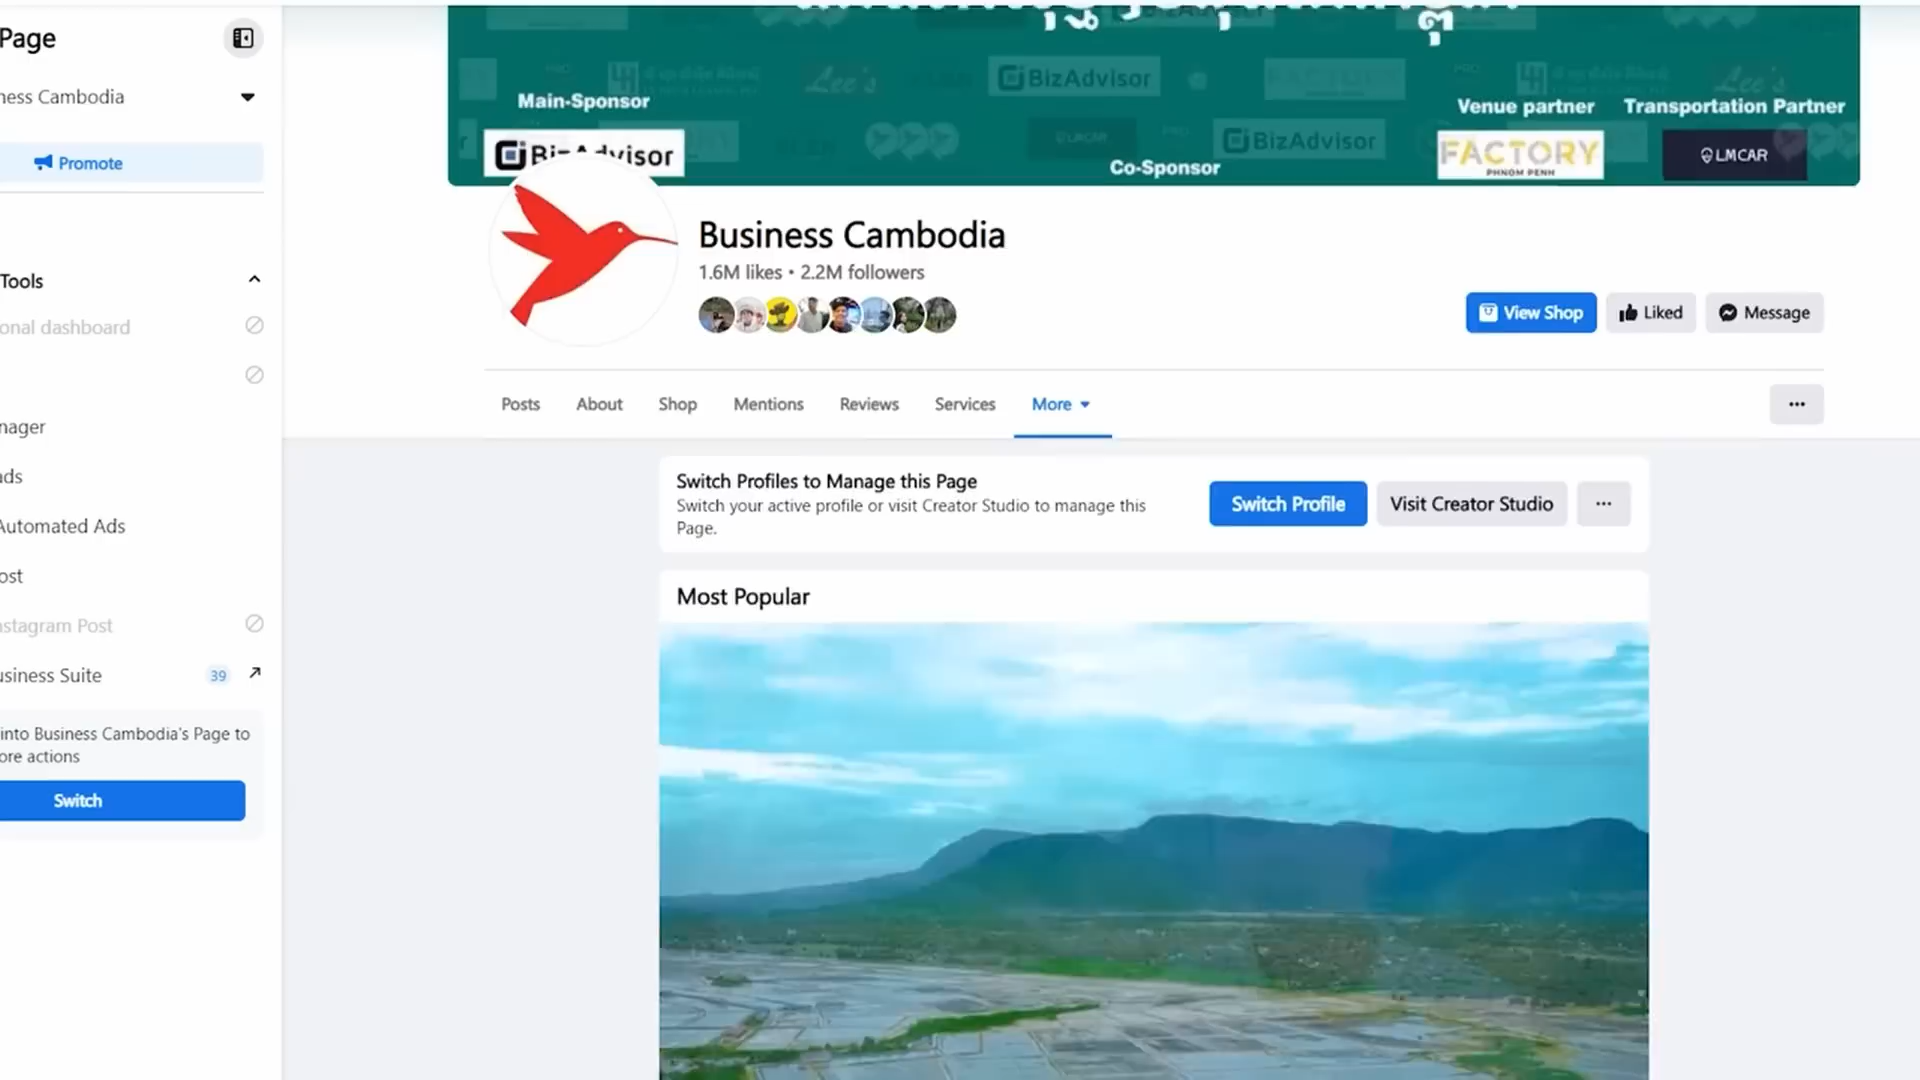 Page
ness Cambodia
Promote
Tools
onal dashboard
nager
ads
Automated Ads
ost
nstagram Post
usiness Suite
39
into Business Cambodia's Page to
ore actions
Switch
Main-Sponsor
BizAdvisor
Co-Sponsor
Venue partner
FACTORY
PHNOM PENH
Transportation Partner
LMCAR
BizAdvisor
BizAdvisor
Lee's
Business Cambodia
1.6M likes • 2.2M followers
View Shop
Liked
Message
Posts
About
Shop
Mentions
Reviews
Services
More
Switch Profiles to Manage this Page
Switch your active profile or visit Creator Studio to manage this
Page.
Switch Profile
Visit Creator Studio
Most Popular